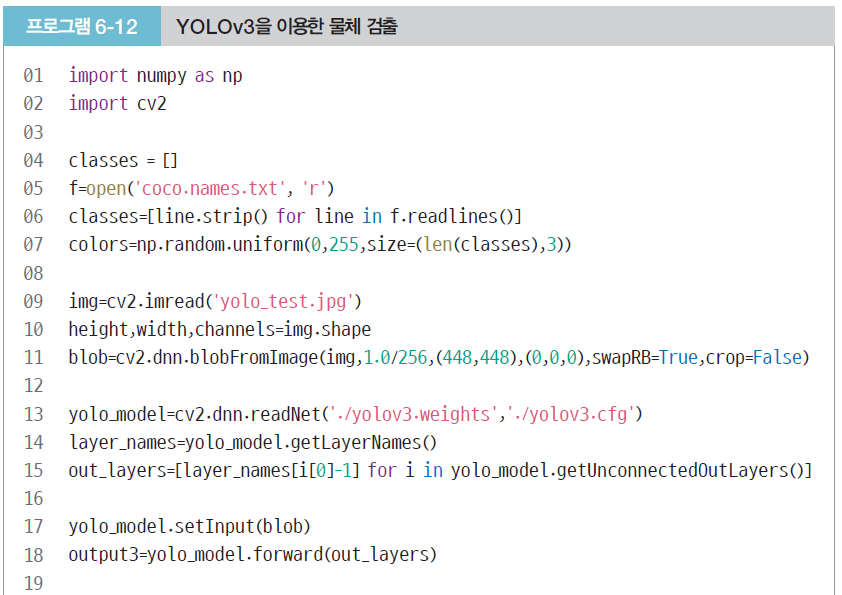 프로그램 6-12 YOLOv3을 이용한 물체 검출
01 import numpy as np
02 import cv2
03
04 classes = []
05 f=open('coco.names.txt', 'r')
06 classes=[line.strip() for line in f.readlines()]
07 colors=np.random.uniform(0,255,size=(len(classes),3))
08
09 img=cv2.imread('yolo_test.jpg')
10 height,width,channels=img.shape
11 blob=cv2.dnn.blobFromImage(img,1.0/256,(448,448),(0,0,0),swapRB=True,crop=False)
12
13 yolo_model=cv2.dnn.readNet('./yolov3.weights','./yolov3.cfg')
14 layer_names=yolo_model.getLayerNames()
15 out_layers=[layer_names[i[0]-1] for i in yolo_model.getUnconnectedOutLayers()]
16
17 yolo_model.setInput(blob)
18 output3=yolo_model.forward(out_layers)
19